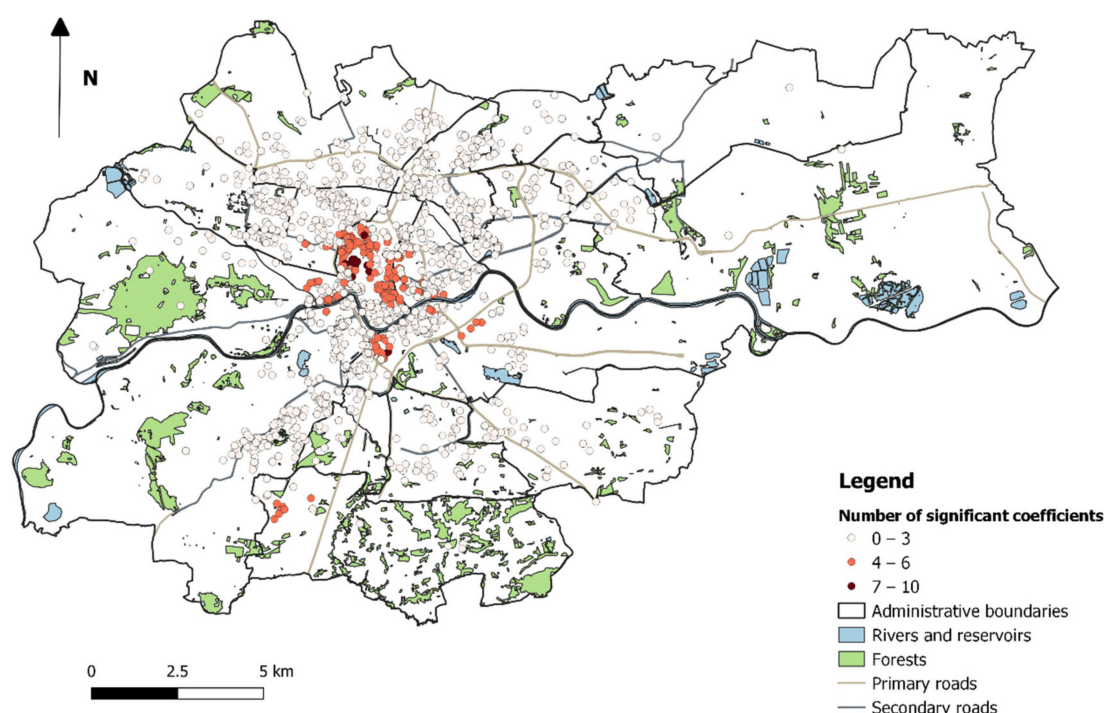 N
Legend
Number of significant coefficients
0 – 3
4 – 6
7 – 10
Administrative boundaries
Rivers and reservoirs
Forests
Primary roads
Secondary roads
0 2.5 5 km